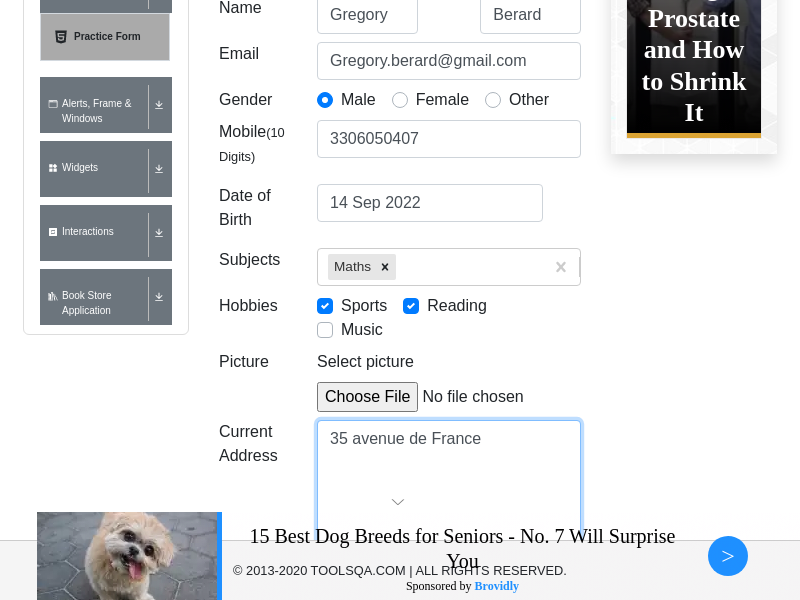 Name
Gregory
Berard
Practice Form
Email
Gregory.berard@gmail.com
Gender
Male
Female
Other
Alerts, Frame &
Windows
Mobile(10
Digits)
3306050407
Widgets
Date of
Birth
14 Sep 2022
Interactions
Subjects
Maths
Book Store
Application
Hobbies
Sports
Reading
Music
Picture
Select picture
Choose File
No file chosen
Current
Address
35 avenue de France
Prostate
and How
to Shrink
It
15 Best Dog Breeds for Seniors - No. 7 Will Surprise
You
© 2013-2020 TOOLSQA.COM | ALL RIGHTS RESERVED.
Sponsored by Brovidly